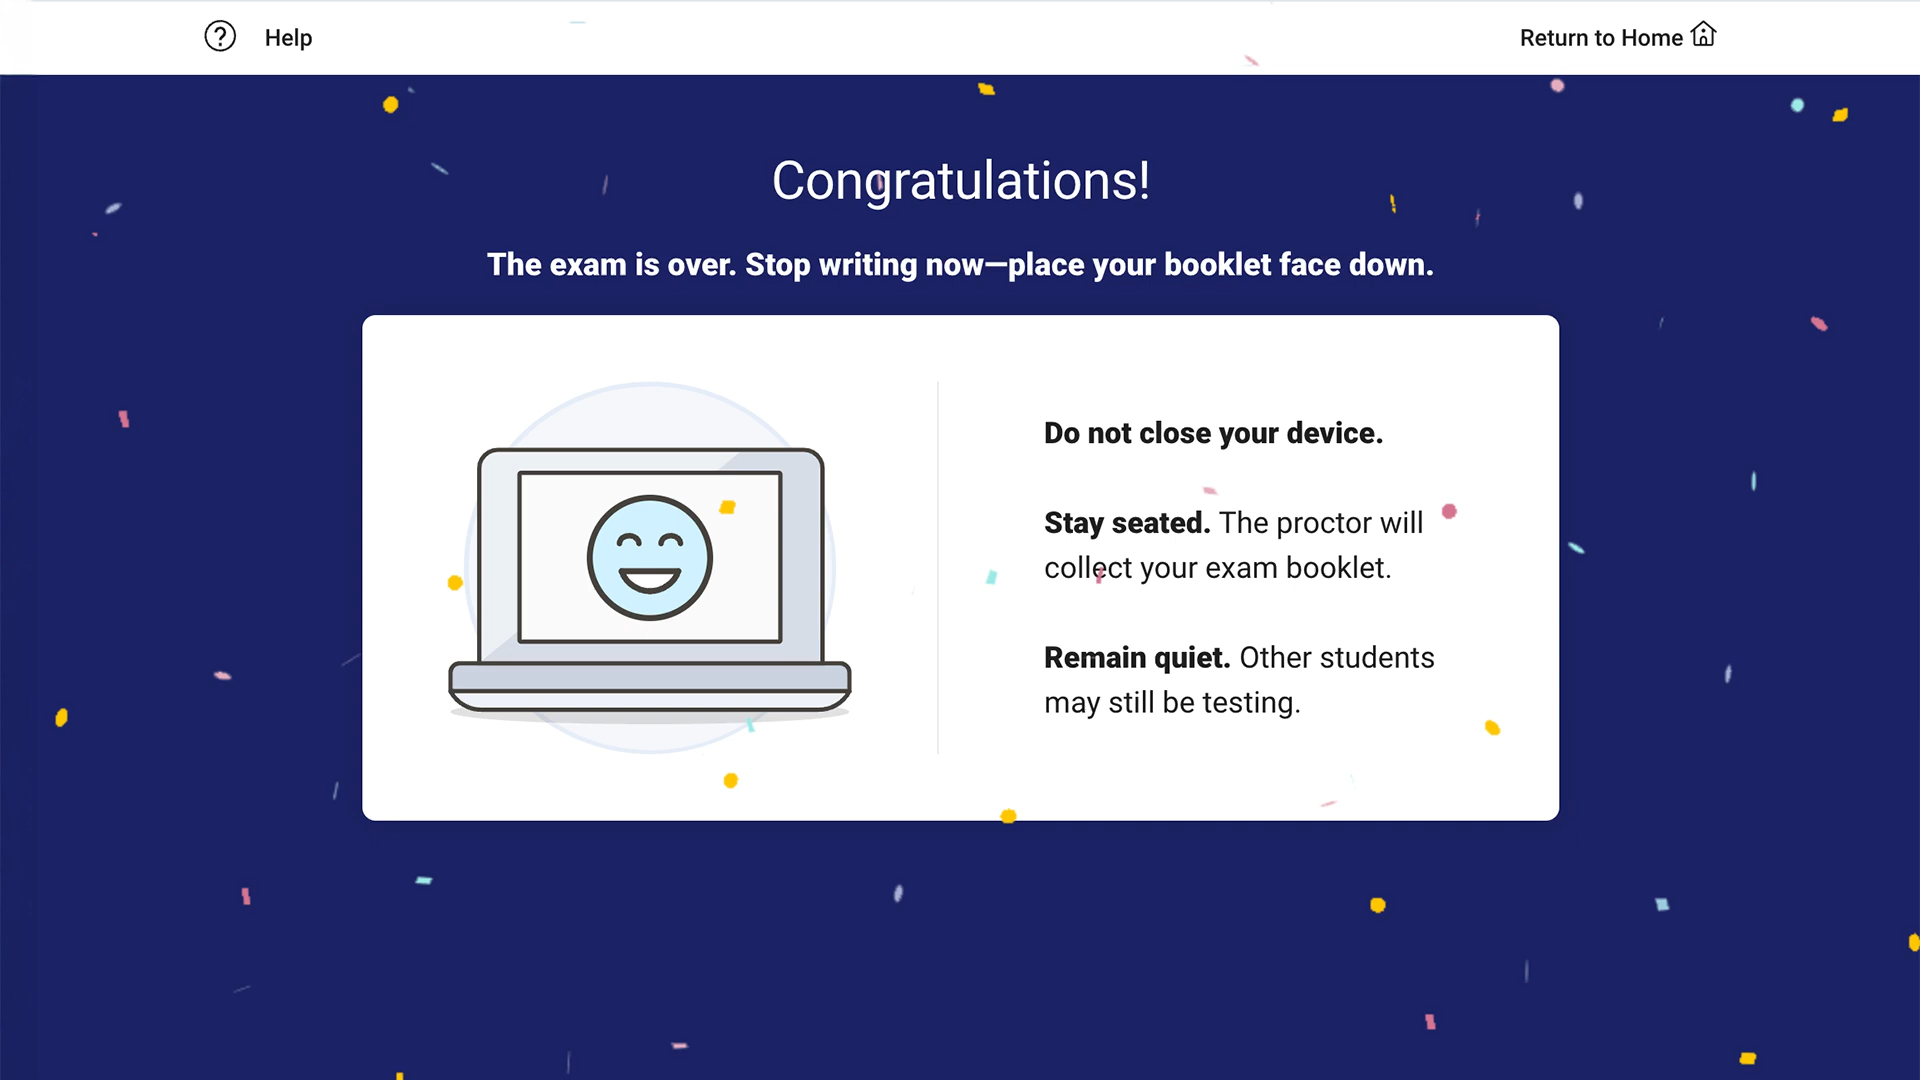 Help
Return to Home
Congratulations!
The exam is over. Stop writing now—place your booklet face down.
Do not close your device.
Stay seated. The proctor will
collect your exam booklet.
Remain quiet. Other students
may still be testing.